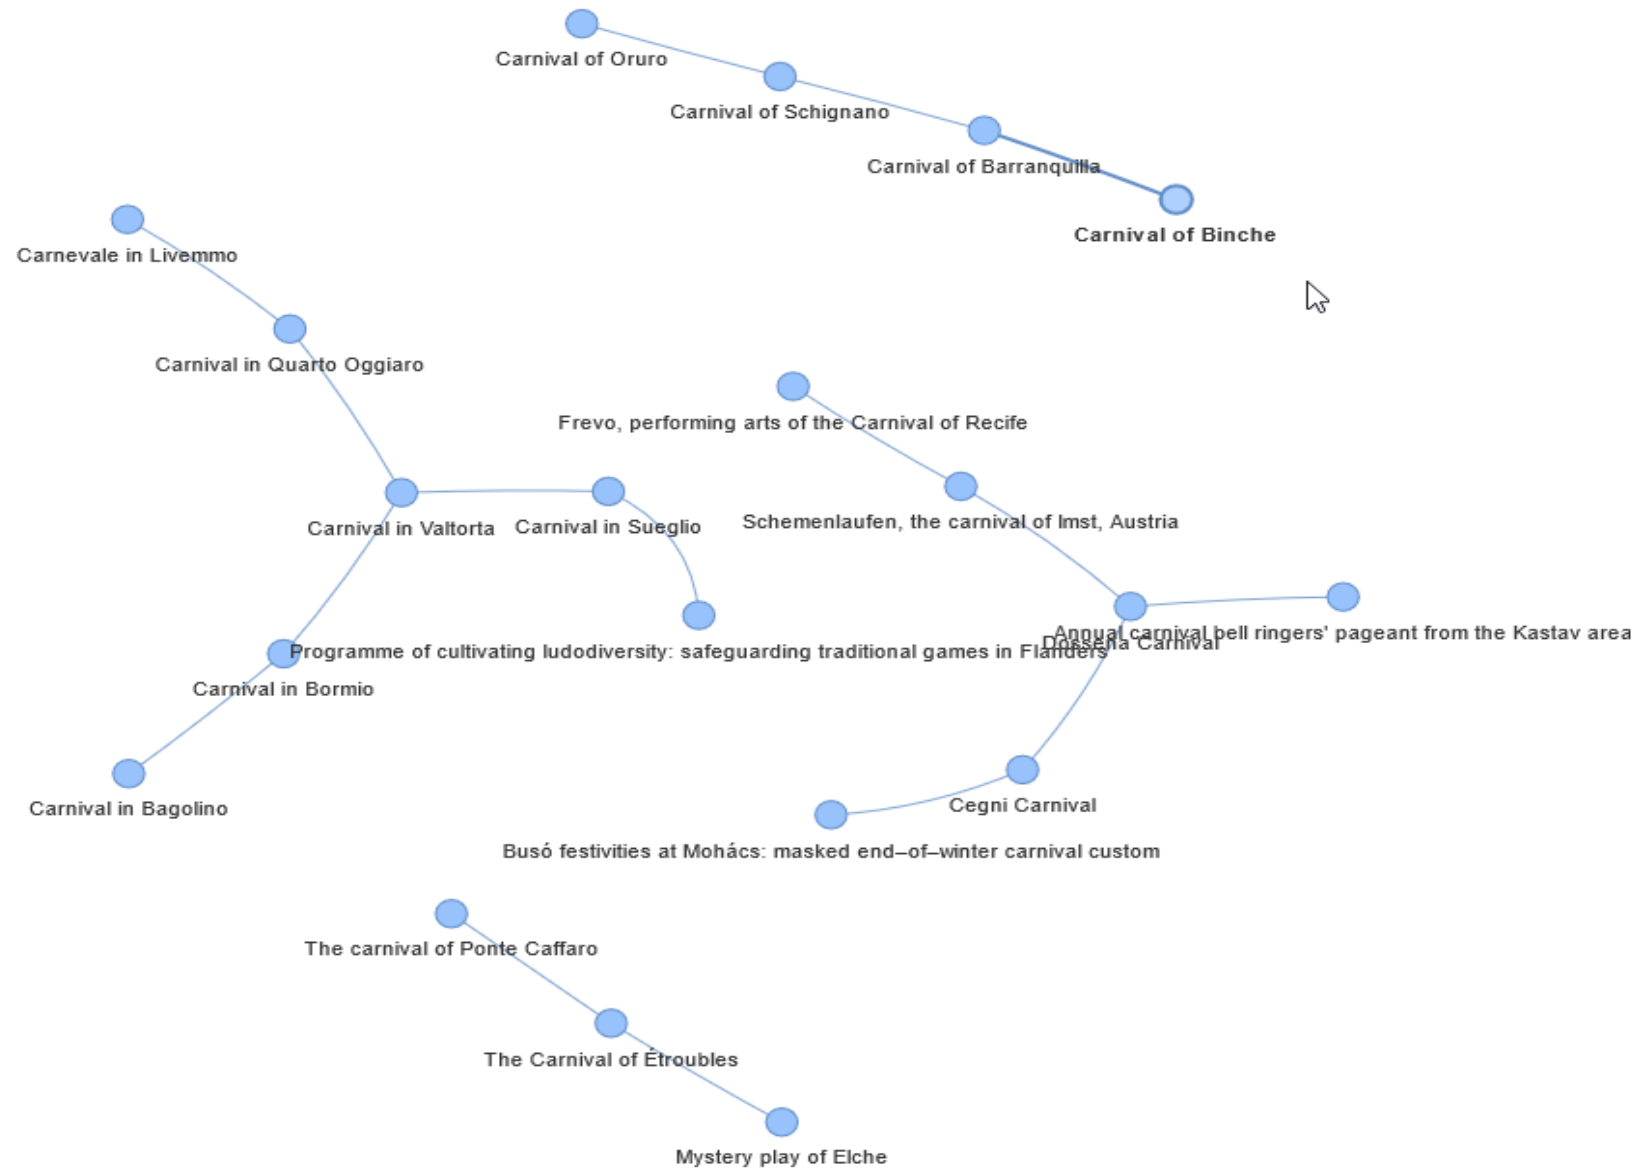 Carnival of Oruro
Carnival of Schignano
Carnival of Barranquilla
Carnival of Binche
Carnevale in Livemmo
Carnival in Quarto Oggiaro
Frevo, performing arts of the Carnival of Recife
Schemenlaufen, the carnival of Imst, Austria
Carnival in Valtorta
Carnival in Sueglio
Annual carnival bell ringers' pageant from the Kastav area
Dossena Carnival
Programme of cultivating ludodiversity: safeguarding traditional games in Flanders
Carnival in Bormio
Carnival in Bagolino
Cegni Carnival
Busó festivities at Mohács: masked end–of–winter carnival custom
The carnival of Ponte Caffaro
The Carnival of Étroubles
Mystery play of Elche